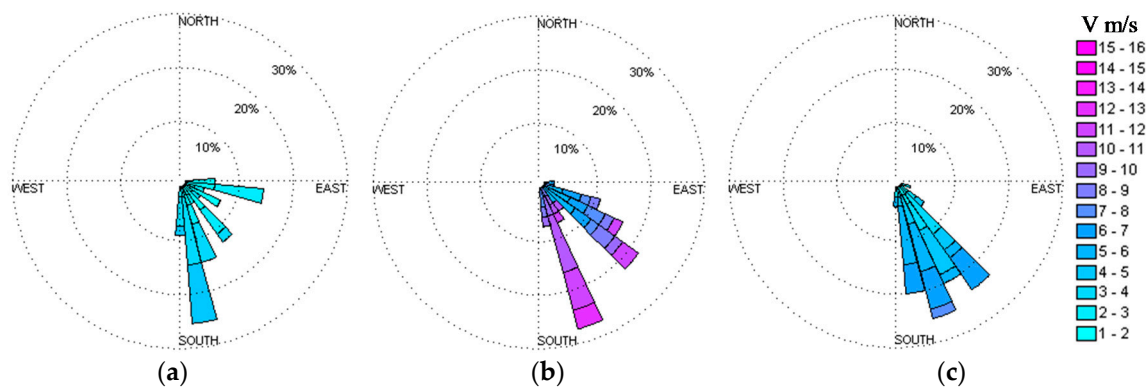 NORTH
30%
20%
10%
WEST
EAST
SOUTH
(a)
NORTH
30%
20%
10%
WEST
EAST
SOUTH
(b)
NORTH
30%
20%
10%
WEST
EAST
SOUTH
(c)
V m/s
15 - 16
14 - 15
13 - 14
12 - 13
11 - 12
10 - 11
9 - 10
8 - 9
7 - 8
6 - 7
5 - 6
4 - 5
3 - 4
2 - 3
1 - 2